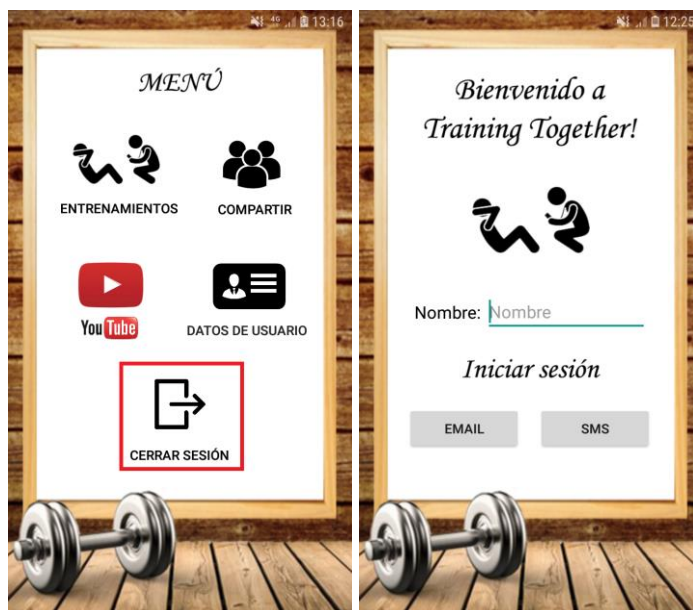 4G 13:16
MENÚ
ENTRENAMIENTOS
COMPARTIR
YouTube
DATOS DE USUARIO
CERRAR SESIÓN
12:25
Bienvenido a
Training Together!
Nombre: Nombre
Iniciar sesión
EMAIL
SMS